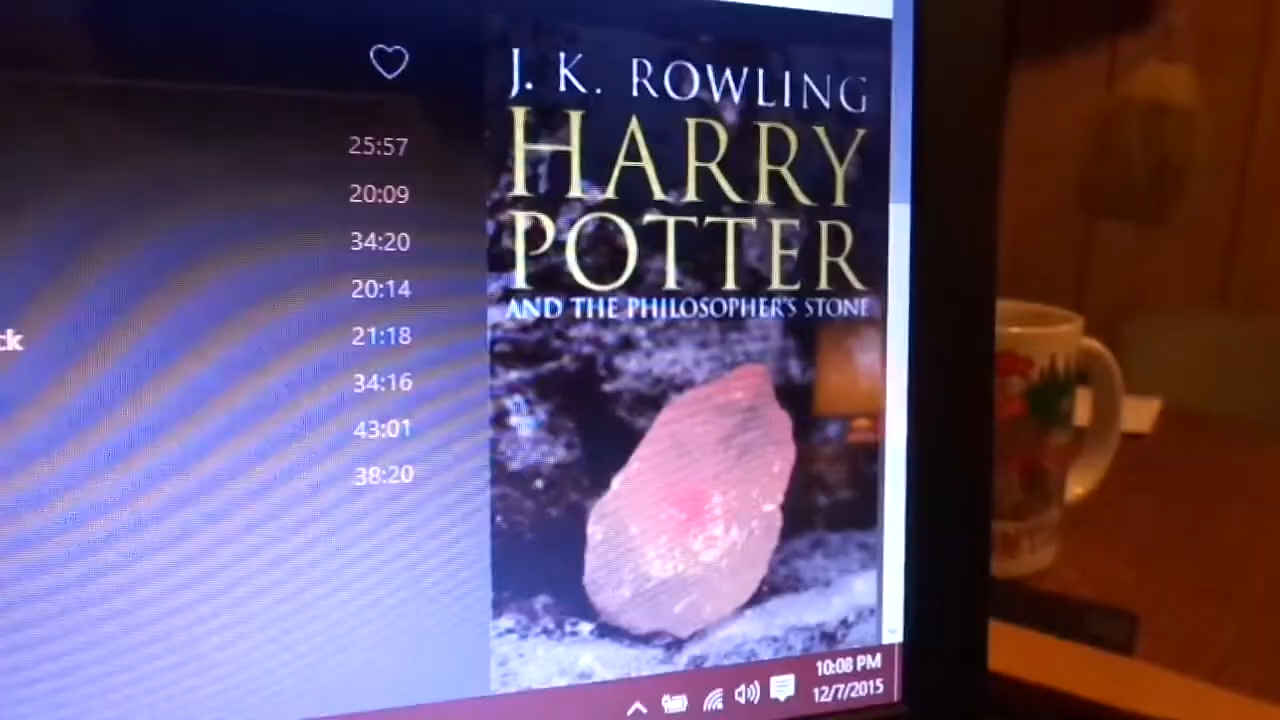 25:57
20:09
34:20
20:14
21:18
ck
34:16
43:01
38:20
J. K. ROWLING
HARRY
POTTER
AND THE PHILOSOPHER'S STONE
10:08 PM
12/7/2015